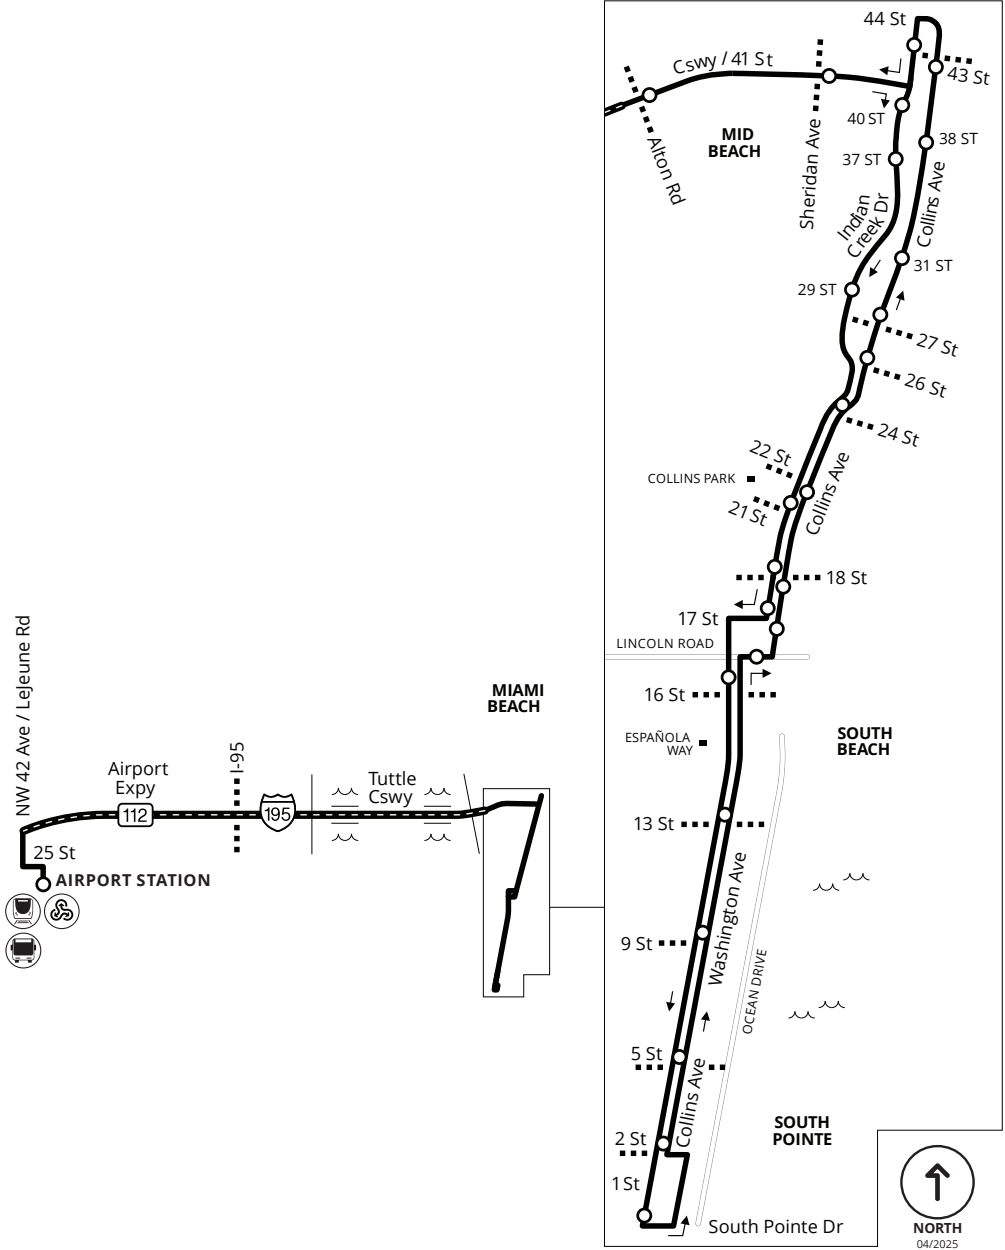 44 St
Cswy / 41 St
43 St
40 ST
MID
BEACH
38 ST
37 ST
Alton Rd
Sheridan Ave
Collins Ave
Indian
Creek Dr
31 ST
29 ST
27 St
26 St
24 St
22 St
COLLINS PARK
21 St
Collins Ave
18 St
17 St
LINCOLN ROAD
16 St
ESPAÑOLA
WAY
SOUTH
BEACH
13 St
Washington Ave
9 St
OCEAN DRIVE
5 St
Collins Ave
2 St
SOUTH
POINTE
1 St
South Pointe Dr
NORTH
04/2025
MIAMI
BEACH
NW 42 Ave / LeJeune Rd
Airport
Expy
112
I-95
195
Tuttle
Cswy
25 St
AIRPORT STATION